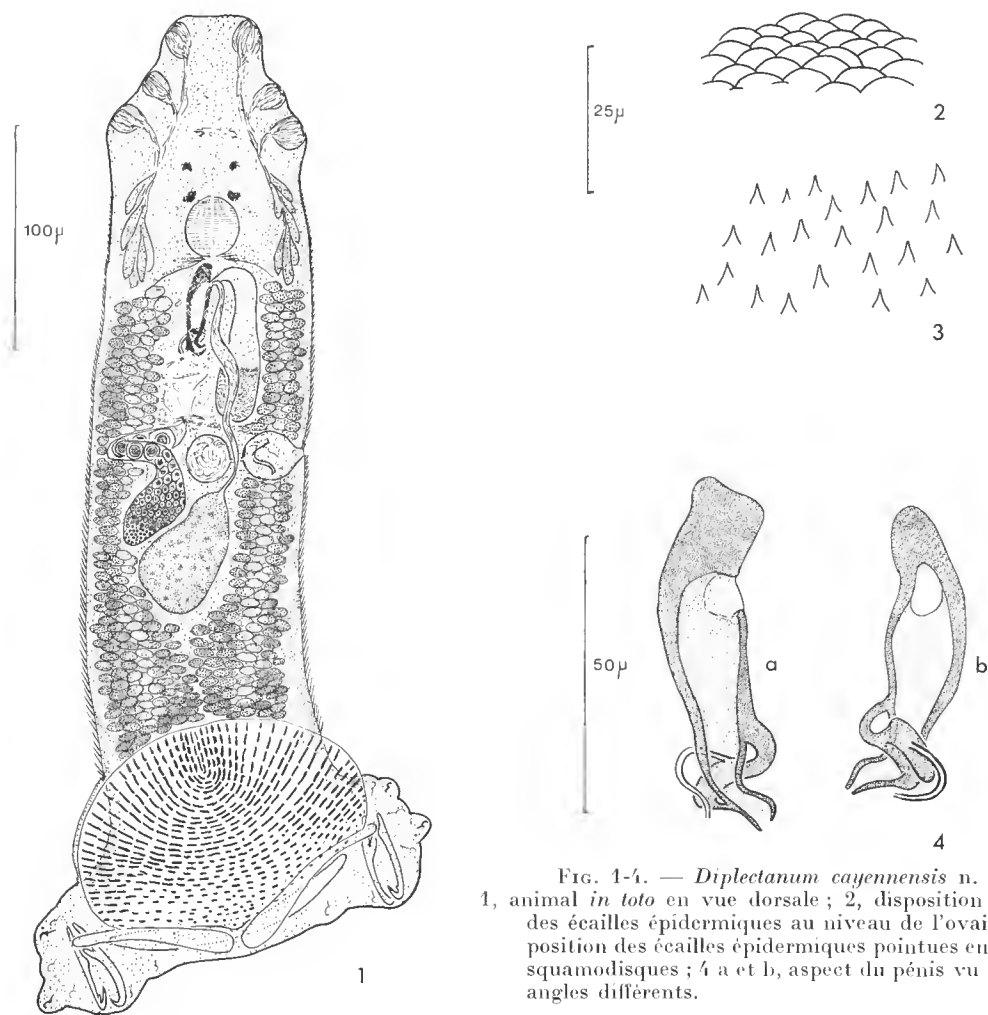 100µ
25µ
2
3
a
b
50µ
4
1
FIG. 1-4. — Diplectanum cayennensis n.
1, animal in toto en vue dorsale ; 2, disposition
des écailles épidermiques au niveau de l'ovai
position des écailles épidermiques pointues en
squamodisques ; 4 a et b, aspect du pénis vu
angles différents.